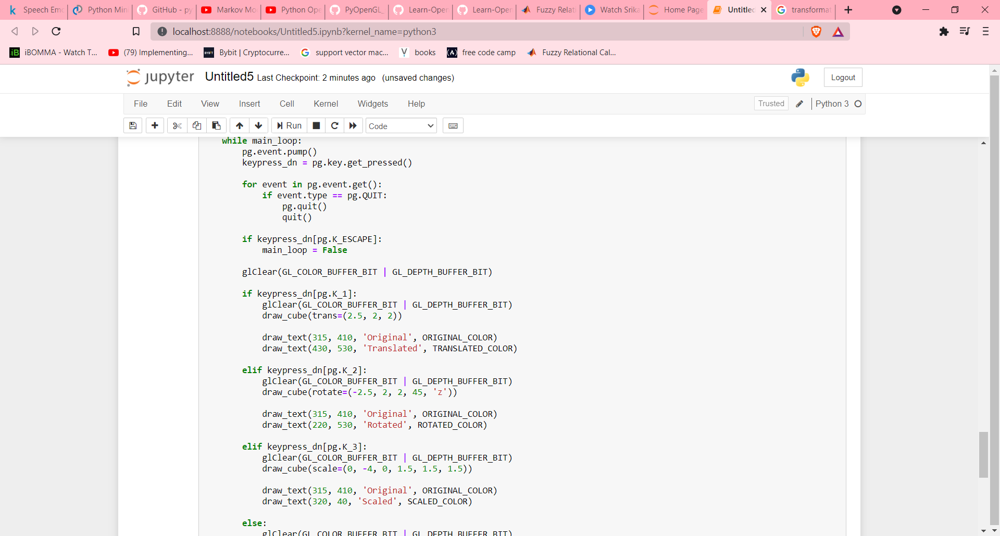 Speech Emo
Python Mini
GitHub - py
Markov Mo
Python Ope
PyOpenGL_
Learn-Open
Learn-Open
Fuzzy Relati
Watch Srika
Home Page
Untitled
transformat
localhost:8888/notebooks/Untitled5.ipynb?kernel_name=python3
iB iBOMMA - Watch T...
(79) Implementing...
BYBIT Bybit | Cryptocurre...
support vector mac...
books
free code camp
Fuzzy Relational Cal...
jupyter Untitled5 Last Checkpoint: 2 minutes ago (unsaved changes)
Logout
File Edit View Insert Cell Kernel Widgets Help
Trusted Python 3
Run Code
while main_loop:
pg.event.pump()
keypress_dn = pg.key.get_pressed()
for event in pg.event.get():
if event.type == pg.QUIT:
pg.quit()
quit()
if keypress_dn[pg.K_ESCAPE]:
main_loop = False
glClear(GL_COLOR_BUFFER_BIT | GL_DEPTH_BUFFER_BIT)
if keypress_dn[pg.K_1]:
glClear(GL_COLOR_BUFFER_BIT | GL_DEPTH_BUFFER_BIT)
draw_cube(trans=(2.5, 2, 2))
draw_text(315, 410, 'Original', ORIGINAL_COLOR)
draw_text(430, 530, 'Translated', TRANSLATED_COLOR)
elif keypress_dn[pg.K_2]:
glClear(GL_COLOR_BUFFER_BIT | GL_DEPTH_BUFFER_BIT)
draw_cube(rotate=(-2.5, 2, 2, 45, 'z'))
draw_text(315, 410, 'Original', ORIGINAL_COLOR)
draw_text(220, 530, 'Rotated', ROTATED_COLOR)
elif keypress_dn[pg.K_3]:
glClear(GL_COLOR_BUFFER_BIT | GL_DEPTH_BUFFER_BIT)
draw_cube(scale=(0, -4, 0, 1.5, 1.5, 1.5))
draw_text(315, 410, 'Original', ORIGINAL_COLOR)
draw_text(320, 40, 'Scaled', SCALED_COLOR)
else:
glClear(GL_COLOR_BUFFER_BIT | GL_DEPTH_BUFFER_BIT)